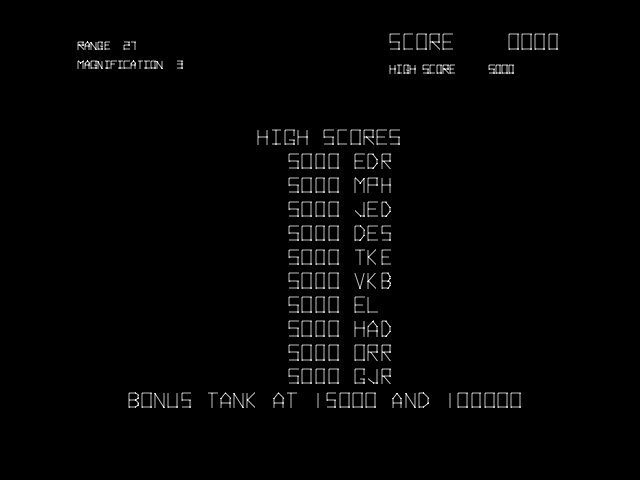 RANGE 27
MAGNIFICATION 3
SCORE 0000
HIGH SCORE 5000
HIGH SCORES
5000 EDR
5000 MPH
5000 JED
5000 DES
5000 TKE
5000 VKB
5000 EL
5000 HAD
5000 ORR
5000 GJR
BONUS TANK AT 15000 AND 100000